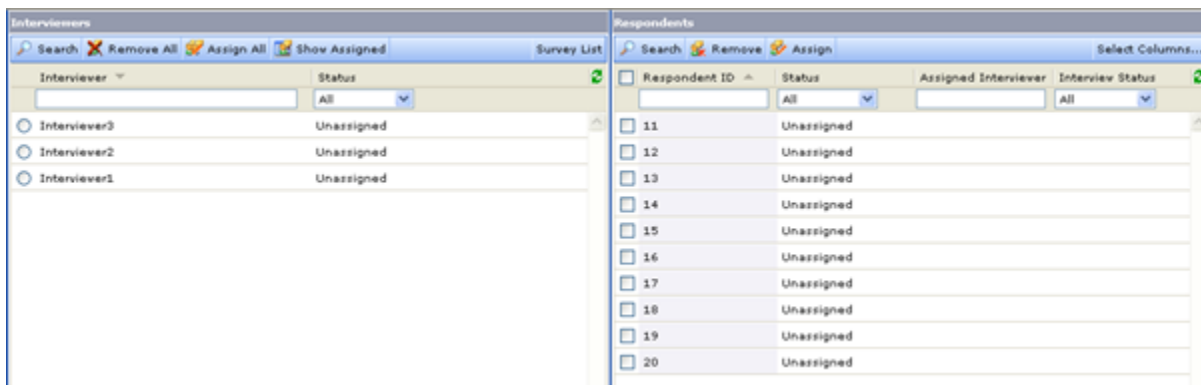 Interviewers
Search Remove All Assign All Show Assigned Survey List
Interviewer Status
All
Interviewer3 Unassigned
Interviewer2 Unassigned
Interviewer1 Unassigned
Respondents
Search Remove Assign Select Columns...
Respondent ID Status Assigned Interviewer Interview Status
All All
11 Unassigned
12 Unassigned
13 Unassigned
14 Unassigned
15 Unassigned
16 Unassigned
17 Unassigned
18 Unassigned
19 Unassigned
20 Unassigned